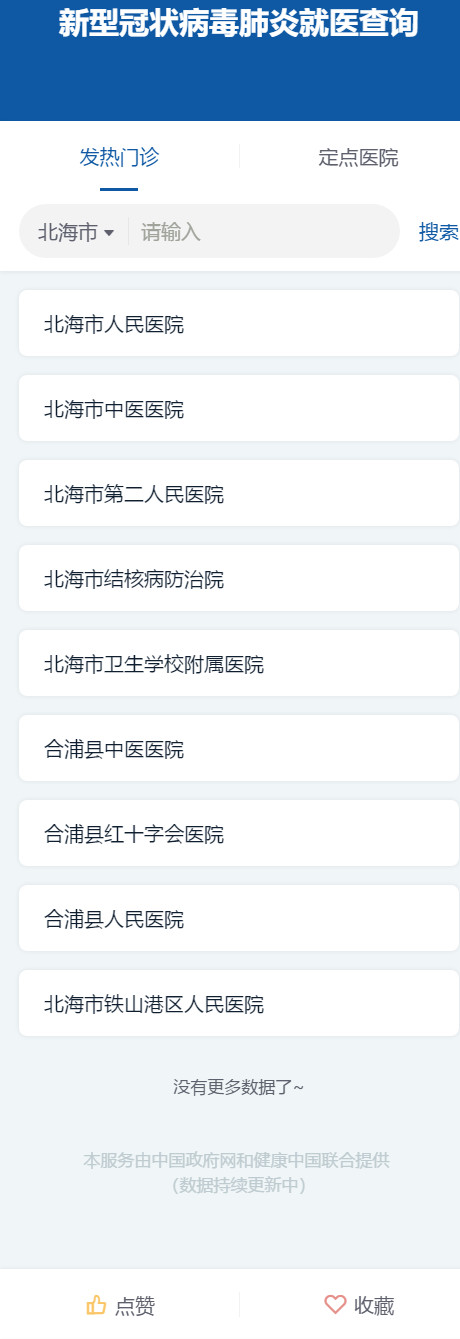 新型冠状病毒肺炎就医查询
发热门诊 定点医院
北海市 请输入 搜索
北海市人民医院
北海市中医医院
北海市第二人民医院
北海市结核病防治院
北海市卫生学校附属医院
合浦县中医医院
合浦县红十字会医院
合浦县人民医院
北海市铁山港区人民医院
没有更多数据了~
本服务由中国政府网和健康中国联合提供
（数据持续更新中）
点赞 收藏